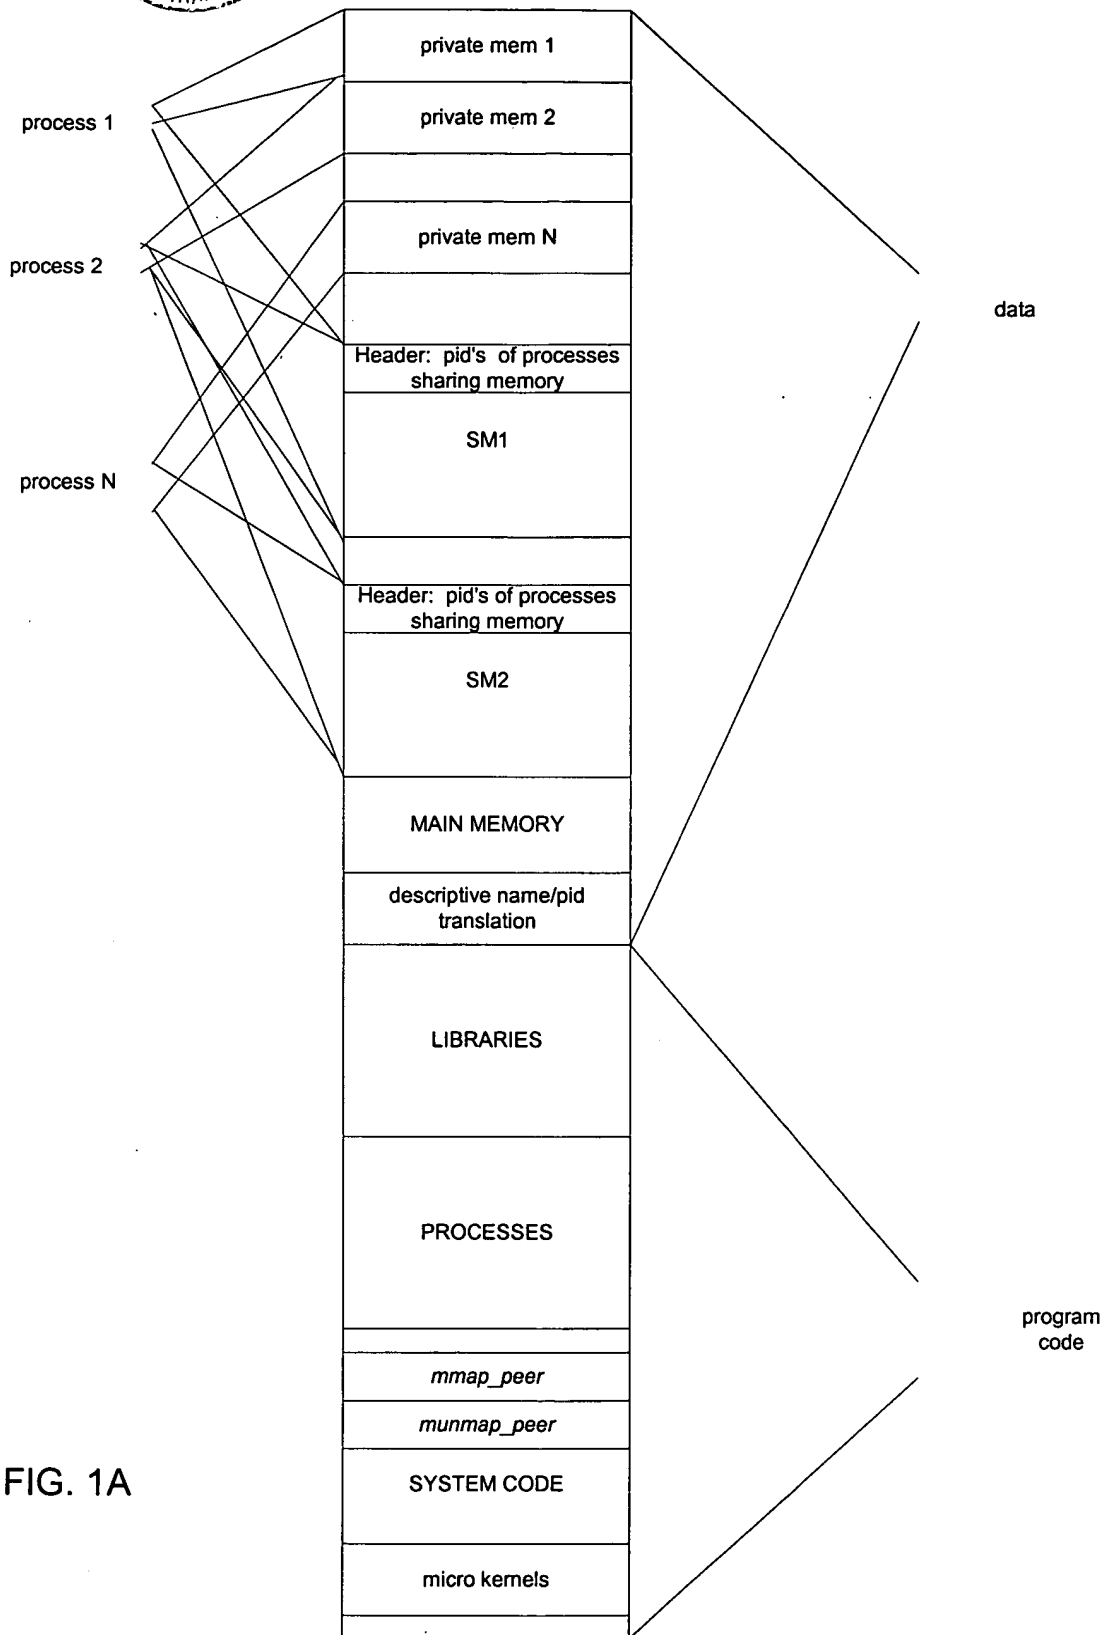 private mem 1
process 1
private mem 2
private mem N
process 2
data
Header: pid's of processes
sharing memory
SM1
process N
Header: pid's of processes
sharing memory
SM2
MAIN MEMORY
descriptive name/pid
translation
LIBRARIES
PROCESSES
program
code
mmap_peer
munmap_peer
SYSTEM CODE
FIG. 1A
micro kernels